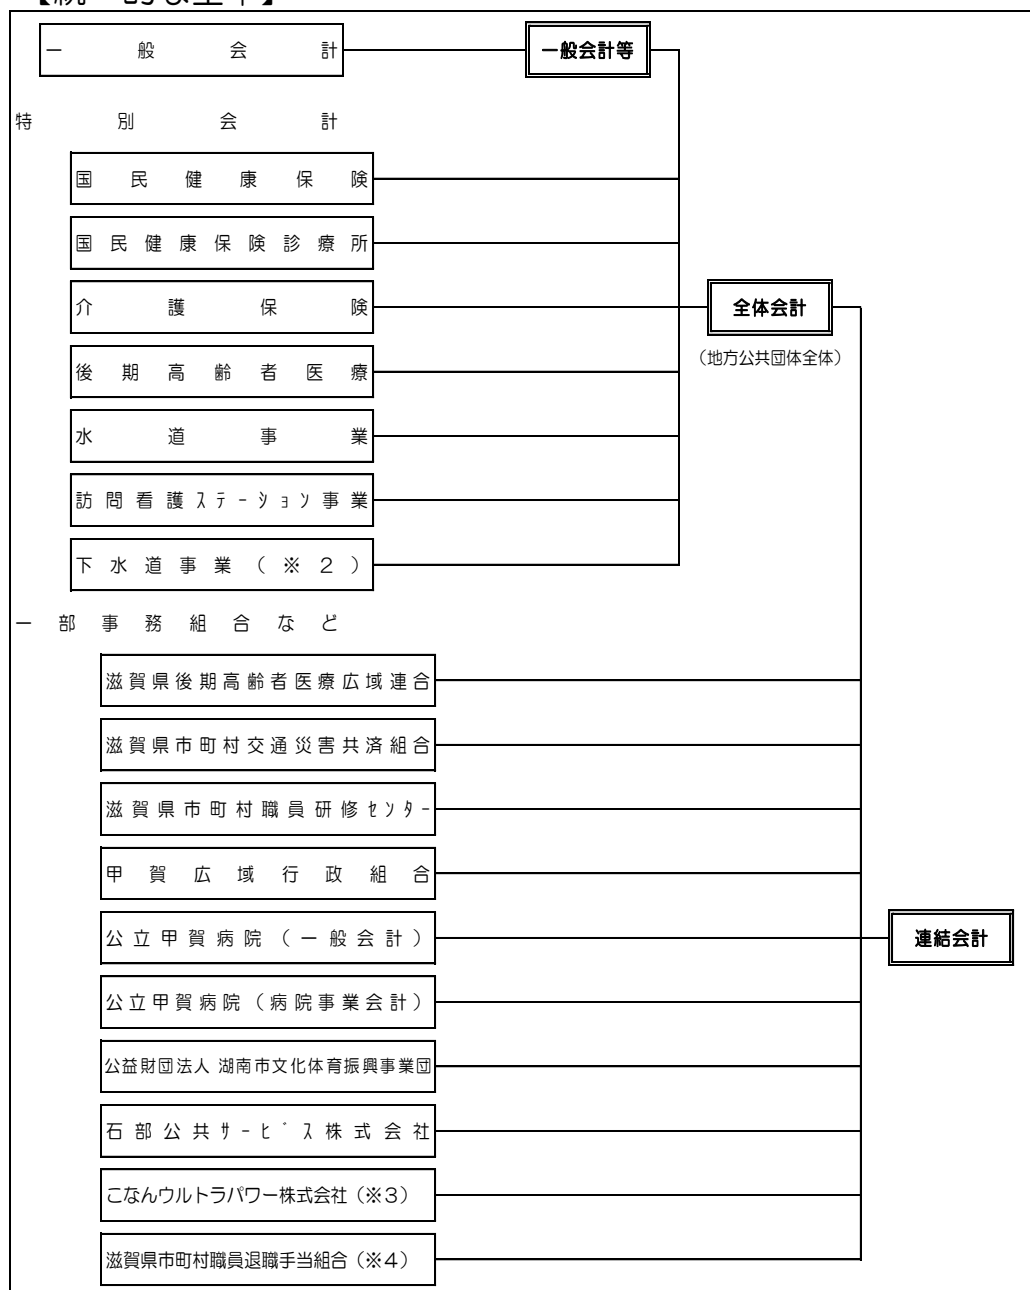 一般会計
一般会計等
特別会計
国民健康保険
国民健康保険診療所
介護保険
全体会計
（地方公共団体全体）
後期高齢者医療
水道事業
訪問看護ｽﾃｰｼｮﾝ事業
下水道事業（※２）
一部事務組合など
滋賀県後期高齢者医療広域連合
滋賀県市町村交通災害共済組合
滋賀県市町村職員研修ｾﾝﾀｰ
甲賀広域行政組合
公立甲賀病院（一般会計）
連結会計
公立甲賀病院（病院事業会計）
公益財団法人 湖南市文化体育振興事業団
石部公共ｻｰﾋﾞｽ株式会社
こなんウルトラパワー株式会社（※３）
滋賀県市町村職員退職手当組合（※４）